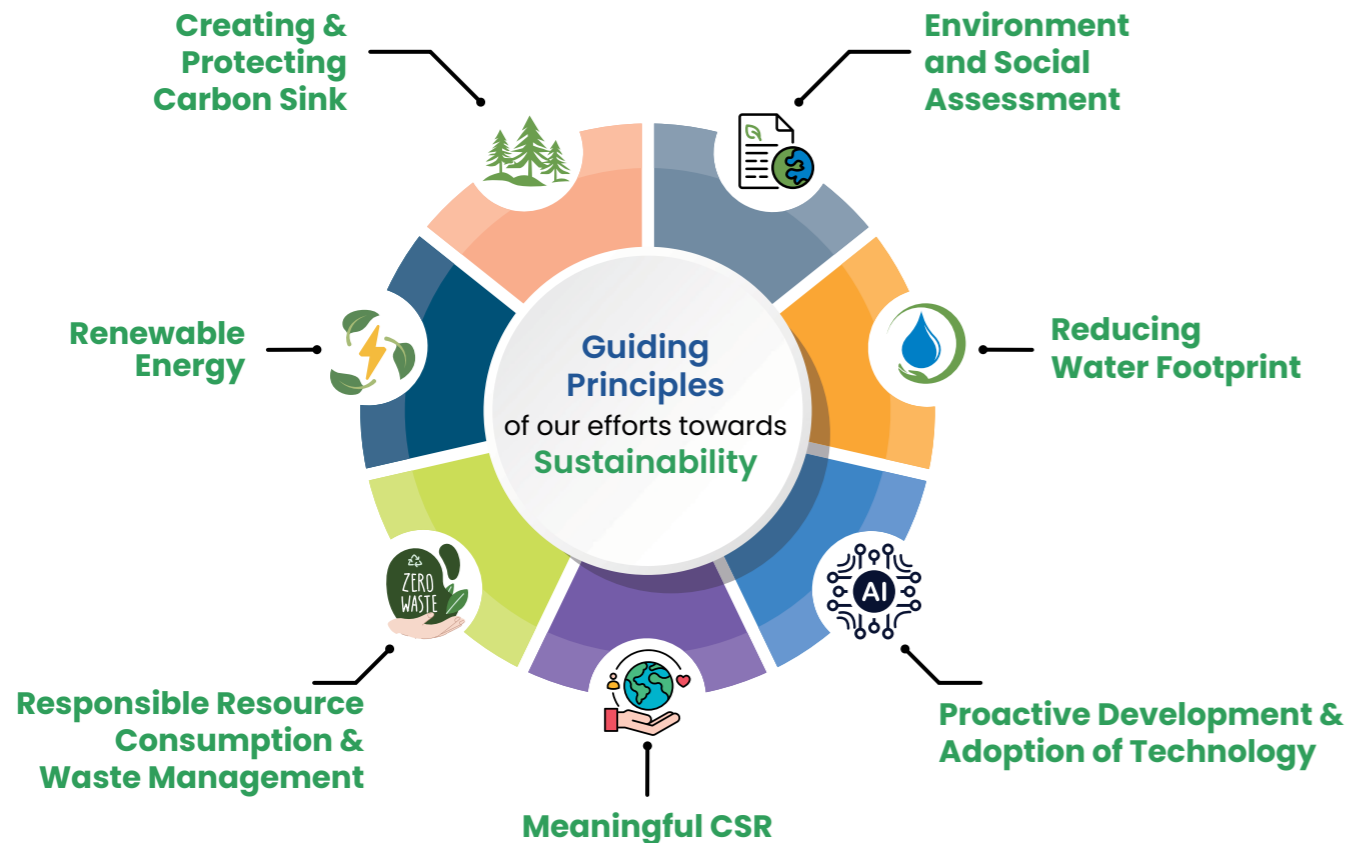 Creating &
Protecting
Carbon Sink
Environment
and Social
Assessment
Renewable
Energy
Guiding
Principles
of our efforts towards
Sustainability
Reducing
Water Footprint
ZERO
WASTE
AI
Responsible Resource
Consumption &
Waste Management
Proactive Development &
Adoption of Technology
Meaningful CSR